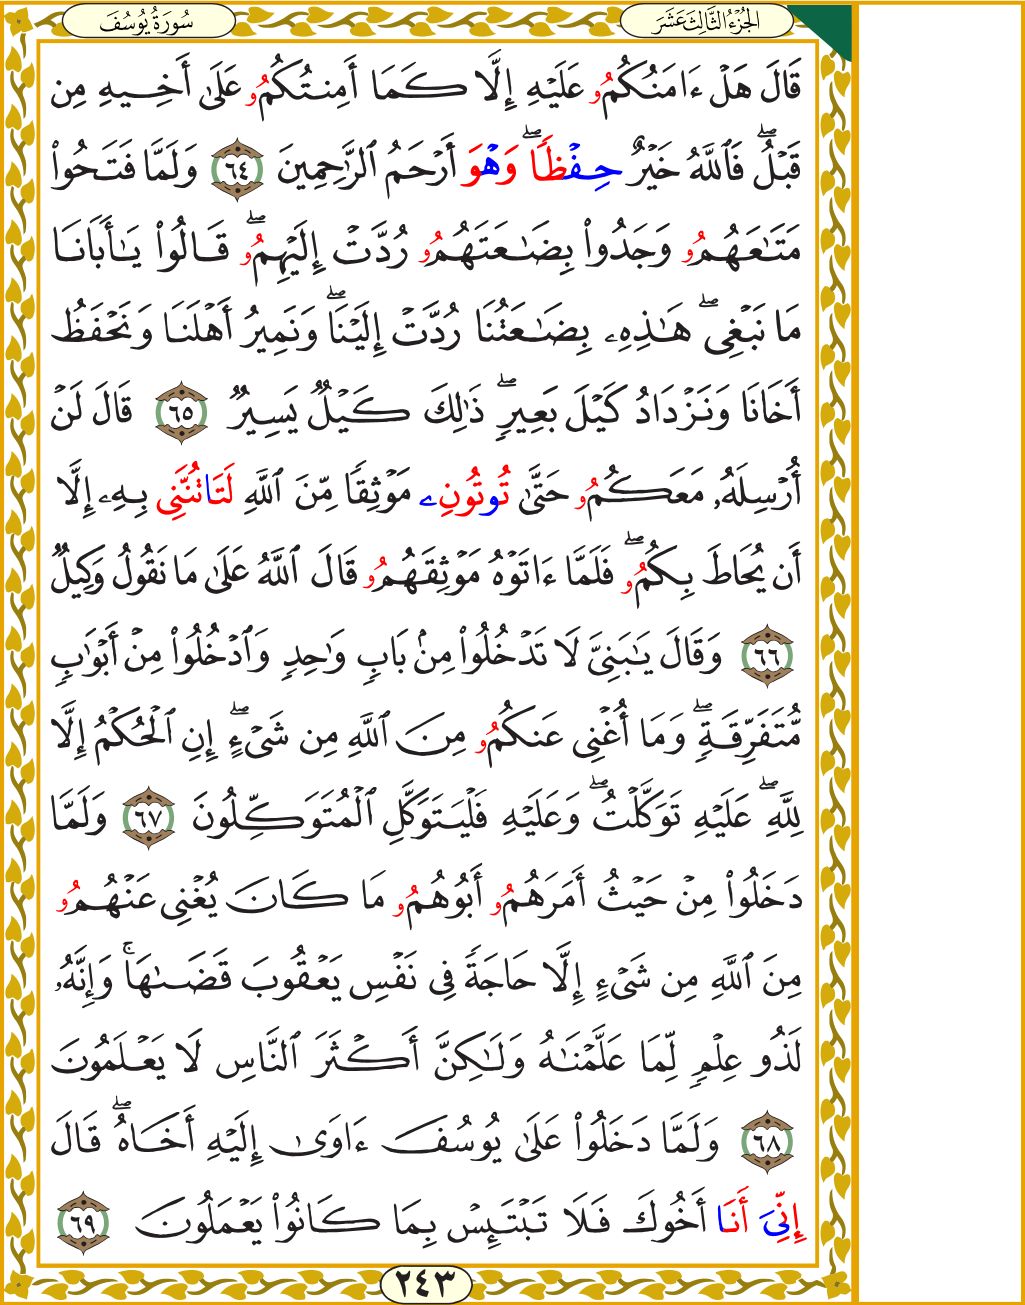 سُورَةُ يُوسُفَ
الجُزْءُ الثَّالِثَ عَشَرَ
قَالَ هَلْ ءَامَنُكُمُۥ عَلَيْهِ إِلَّا كَمَا أَمِنتُكُمُۥ عَلَىٰ أَخِيهِ مِن
قَبْلُۖ فَٱللَّهُ خَيْرٌ حِفْظًاۖ وَهْوَ أَرْحَمُ ٱلرَّٰحِمِينَ ٦٤ وَلَمَّا فَتَحُواْ
مَتَٰعَهُمُۥ وَجَدُواْ بِضَٰعَتَهُمُۥ رُدَّتْ إِلَيْهِمُۥۖ قَالُواْ يَٰأَبَانَا
مَا نَبْغِيۖ هَٰذِهِۦ بِضَٰعَتُنَا رُدَّتْ إِلَيْنَاۖ وَنَمِيرُ أَهْلَنَا وَنَحْفَظُ
أَخَانَا وَنَزْدَادُ كَيْلَ بَعِيرٍۖ ذَٰلِكَ كَيْلٌ يَسِيرٌ ٦٥ قَالَ لَنْ
أُرْسِلَهُۥ مَعَكُمُۥ حَتَّىٰ تُوتُونِۦ مَوْثِقًا مِّنَ ٱللَّهِ لَتَاتُنَّنِي بِهِۦ إِلَّا
أَن يُحَاطَ بِكُمُۥۖ فَلَمَّا ءَاتَوْهُ مَوْثِقَهُمُۥ قَالَ ٱللَّهُ عَلَىٰ مَا نَقُولُ وَكِيلٌ
٦٦ وَقَالَ يَٰبَنِيَّ لَا تَدْخُلُواْ مِنۢ بَابٍ وَٰحِدٍ وَٱدْخُلُواْ مِنْ أَبْوَٰبٍ
مُّتَفَرِّقَةٍۖ وَمَا أُغْنِي عَنكُمُۥ مِنَ ٱللَّهِ مِن شَيْءٍۖ إِنِ ٱلْحُكْمُ إِلَّا
لِلَّهِۖ عَلَيْهِ تَوَكَّلْتُۖ وَعَلَيْهِ فَلْيَتَوَكَّلِ ٱلْمُتَوَكِّلُونَ ٦٧ وَلَمَّا
دَخَلُواْ مِنْ حَيْثُ أَمَرَهُمُۥ أَبُوهُمُۥ مَا كَانَ يُغْنِي عَنْهُمُۥ
مِنَ ٱللَّهِ مِن شَيْءٍ إِلَّا حَاجَةً فِي نَفْسِ يَعْقُوبَ قَضَىٰهَاۚ وَإِنَّهُۥ
لَذُو عِلْمٍ لِّمَا عَلَّمْنَٰهُ وَلَٰكِنَّ أَكْثَرَ ٱلنَّاسِ لَا يَعْلَمُونَ
٦٨ وَلَمَّا دَخَلُواْ عَلَىٰ يُوسُفَ ءَاوَىٰ إِلَيْهِ أَخَاهُۖ قَالَ
إِنِّيَ أَنَا أَخُوكَ فَلَا تَبْتَئِسْ بِمَا كَانُواْ يَعْمَلُونَ ٦٩
٢٤٣